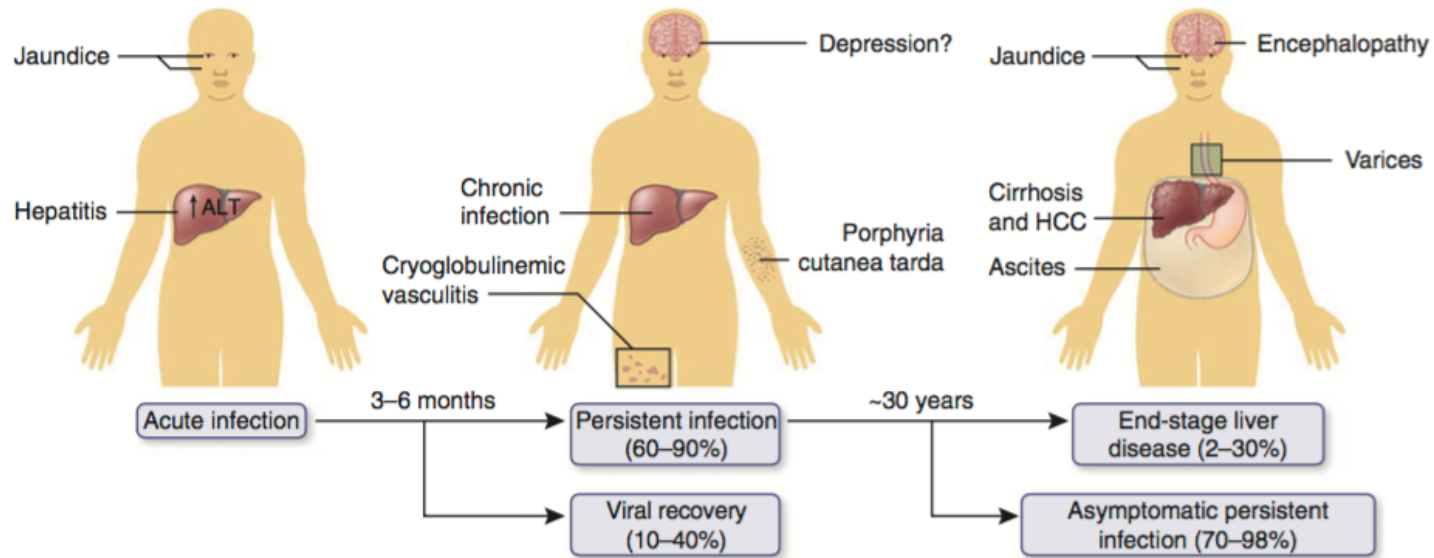 Jaundice
Hepatitis
↑ALT
Depression?
Chronic
infection
Cryoglobulinemic
vasculitis
Porphyria
cutanea tarda
Jaundice
Encephalopathy
Varices
Cirrhosis
and HCC
Ascites
Acute infection
3–6 months
Persistent infection
(60–90%)
Viral recovery
(10–40%)
~30 years
End-stage liver
disease (2–30%)
Asymptomatic persistent
infection (70–98%)